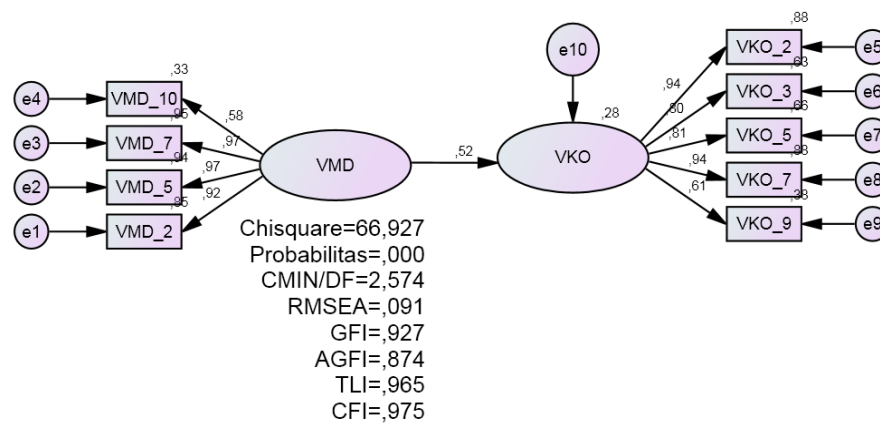 ,88
e10
VKO_2
e5
,33
,63
,94
e4
VMD_10
VKO_3
e6
,58
,28
,80
,66
,95
e3
VMD_7
,97
,81
VKO_5
e7
,94
VMD
,52
VKO
,88
e2
VMD_5
,97
,94
VKO_7
e8
,92
,61
,38
,85
e1
VMD_2
VKO_9
e9
Chisquare=66,927
Probabilitas=,000
CMIN/DF=2,574
RMSEA=,091
GFI=,927
AGFI=,874
TLI=,965
CFI=,975